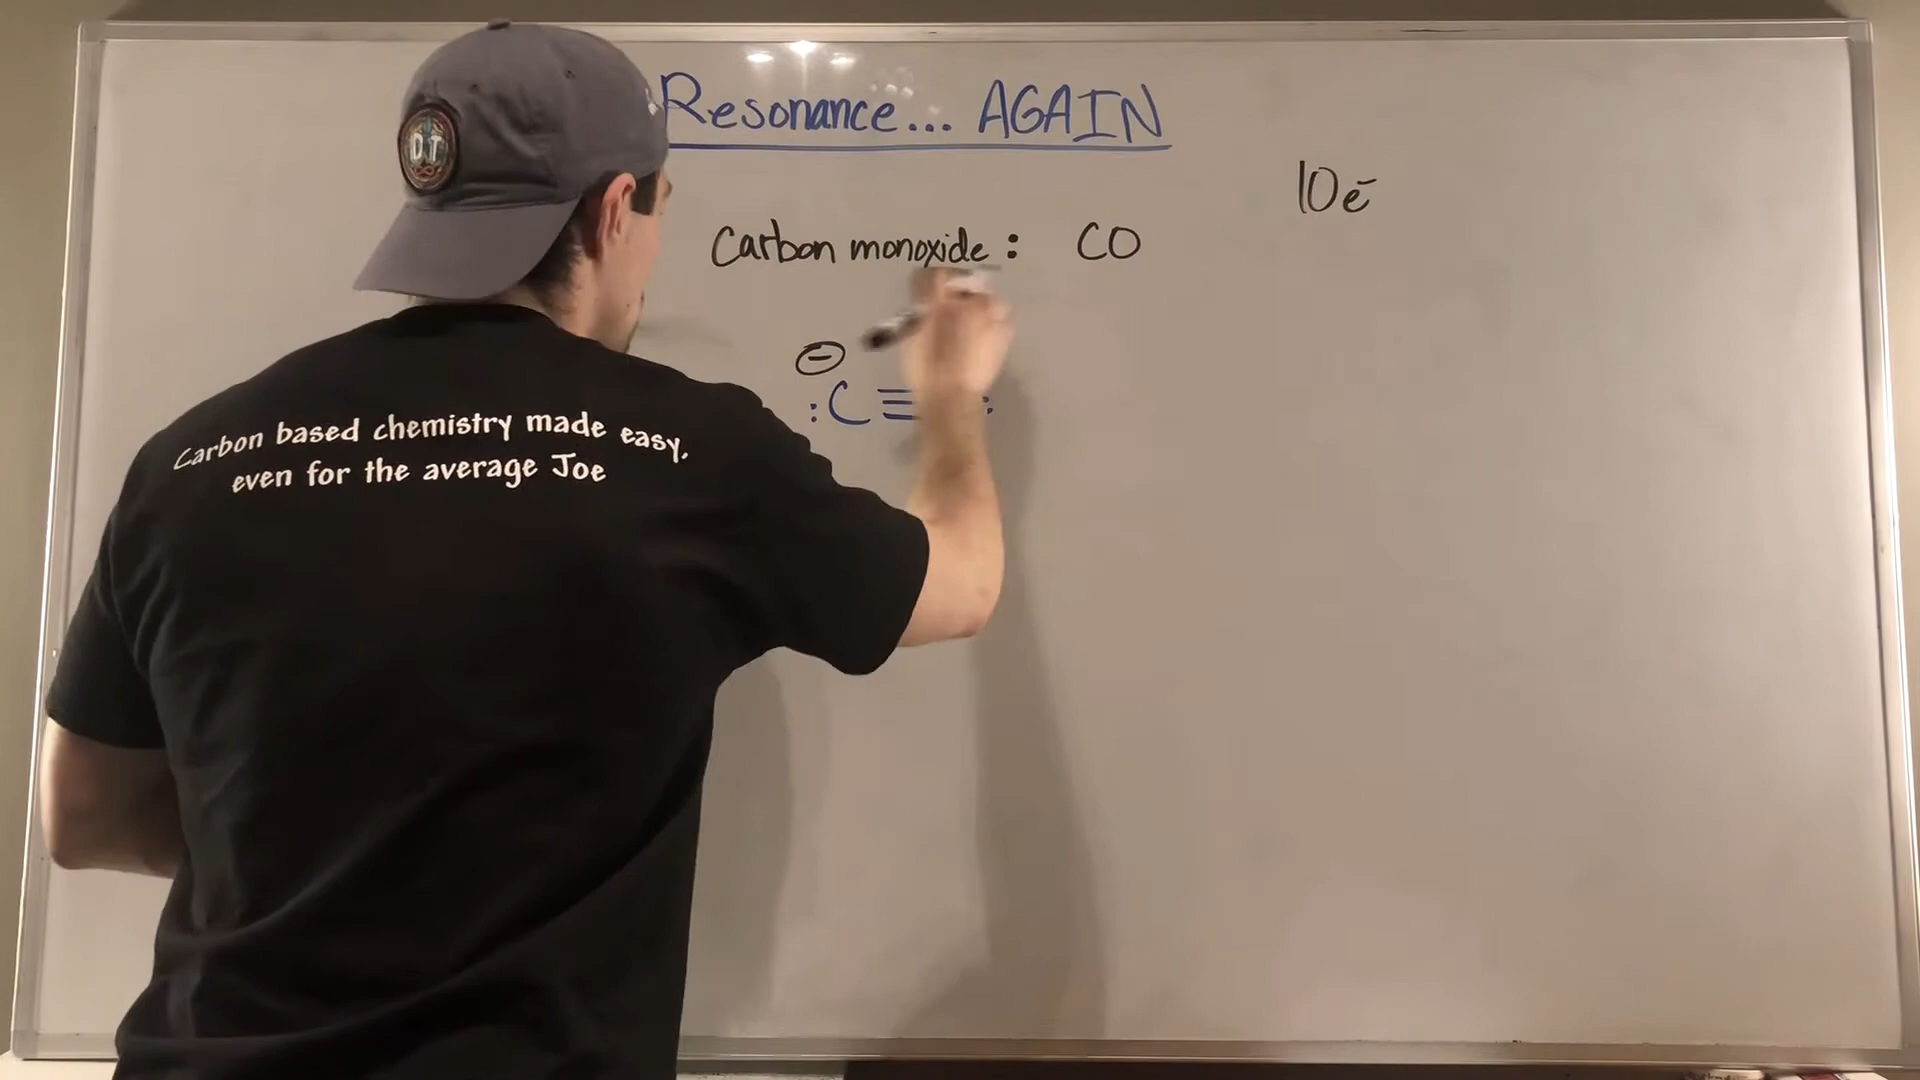 Resonance... AGAIN
10e⁻
Carbon monoxide : CO
⊖
:C≡ :
DT
Carbon based chemistry made easy,
even for the average Joe